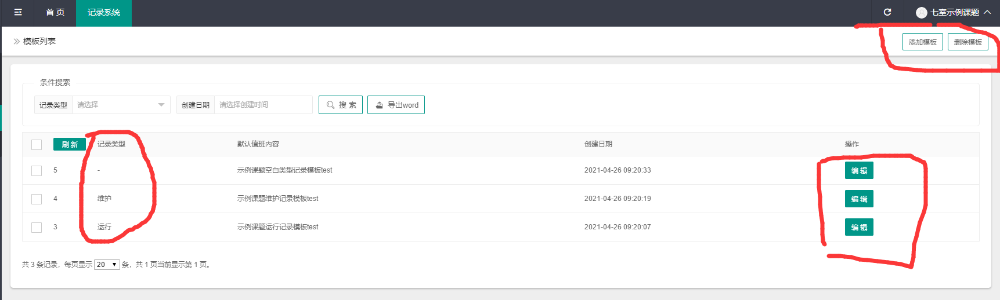 首 页 记录系统 七室示例课题
模板列表 添加模板 删除模板
条件搜索
记录类型 请选择 创建日期 请选择创建时间 搜 索 导出word
刷 新 记录类型 默认值班内容 创建日期 操作
5 - 示例课题空白类型记录模板test 2021-04-26 09:20:33 编 辑
4 维护 示例课题维护记录模板test 2021-04-26 09:20:19 编 辑
3 运行 示例课题运行记录模板test 2021-04-26 09:20:07 编 辑
共 3 条记录，每页显示 20 条，共 1 页当前显示第 1 页。